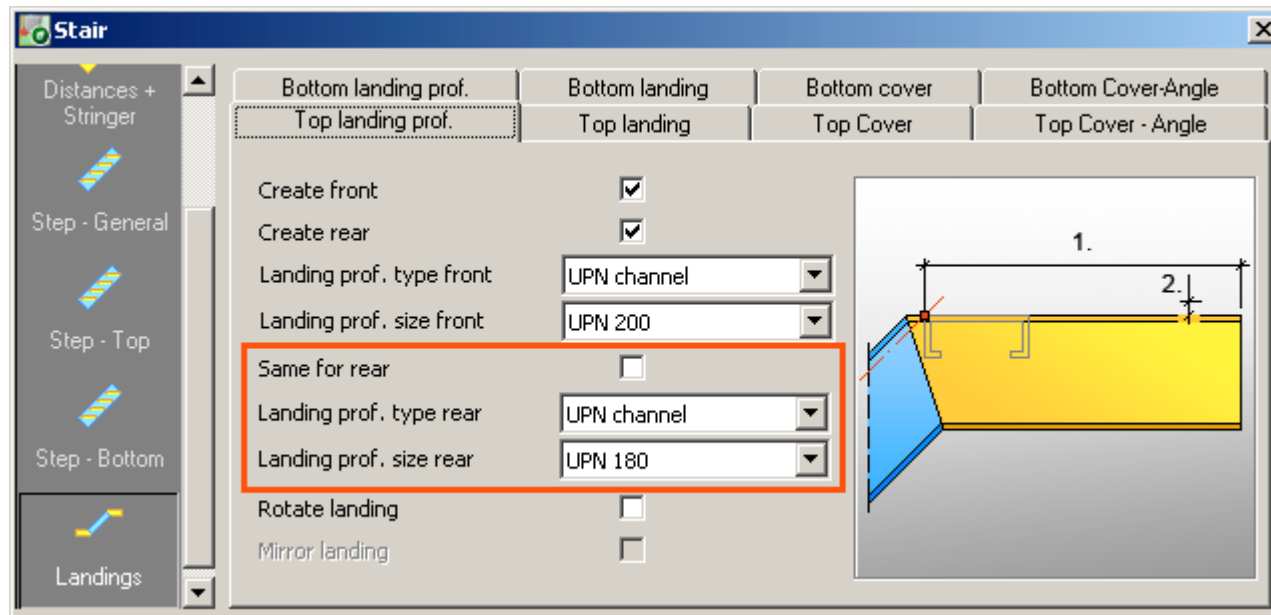 Stair
Distances +
Stringer
Step - General
Step - Top
Step - Bottom
Landings
Bottom landing prof.
Bottom landing
Bottom cover
Bottom Cover-Angle
Top landing prof.
Top landing
Top Cover
Top Cover - Angle
Create front
Create rear
Landing prof. type front
UPN channel
Landing prof. size front
UPN 200
Same for rear
Landing prof. type rear
UPN channel
Landing prof. size rear
UPN 180
Rotate landing
Mirror landing
1.
2.